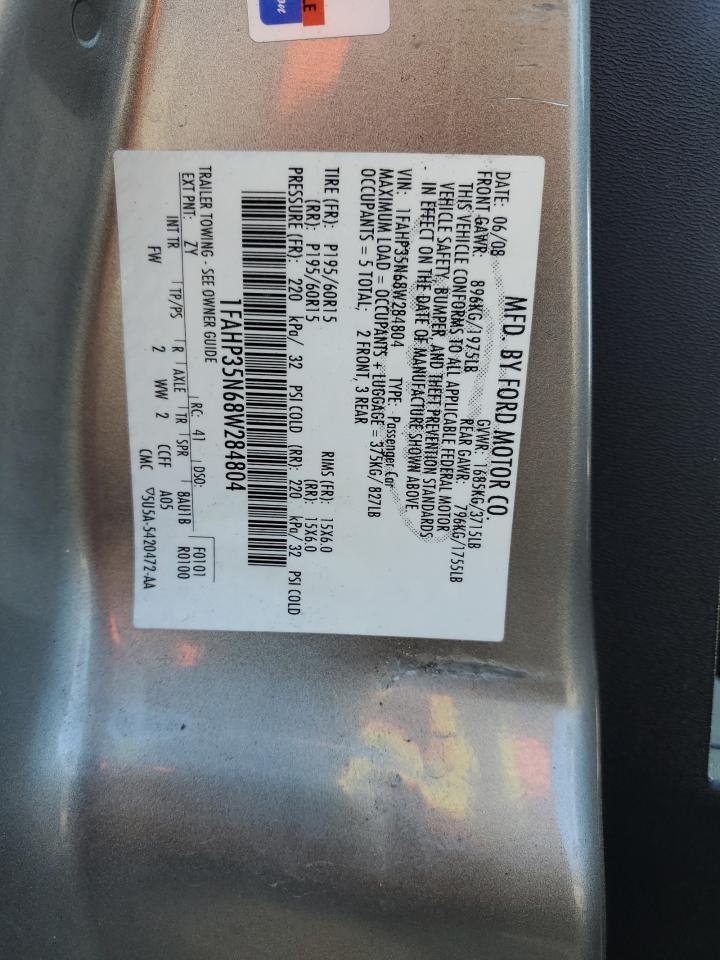 LE
on
MFD. BY FORD MOTOR CO.
DATE: 06/08 GVWR: 1685KG/3715LB
FRONT GAWR: 896KG/1975LB REAR GAWR: 796KG/1755LB
THIS VEHICLE CONFORMS TO ALL APPLICABLE FEDERAL MOTOR
VEHICLE SAFETY, BUMPER, AND THEFT PREVENTION STANDARDS
IN EFFECT ON THE DATE OF MANUFACTURE SHOWN ABOVE.
VIN: 1FAHP35N68W284804 TYPE: Passenger Car
MAXIMUM LOAD = OCCUPANTS + LUGGAGE = 375KG/827LB
OCCUPANTS = 5 TOTAL; 2 FRONT, 3 REAR
TIRE (FR): P195/60R15 RIMS (FR): 15X6.0
(RR): P195/60R15 (RR): 15X6.0
PRESSURE (FR): 220 kPa/ 32 PSI COLD (RR): 220 kPa/32 PSI COLD
1FAHP35N68W284804
TRAILER TOWING - SEE OWNER GUIDE
EXT PNT: ZY RC: 41 DSO: F0101
INT TR TP/PS R AXLE TR SPR 8AU1B R0100
FW 2 WW 2 CCFF A05
CMC ▽5U5A-5420472-AA